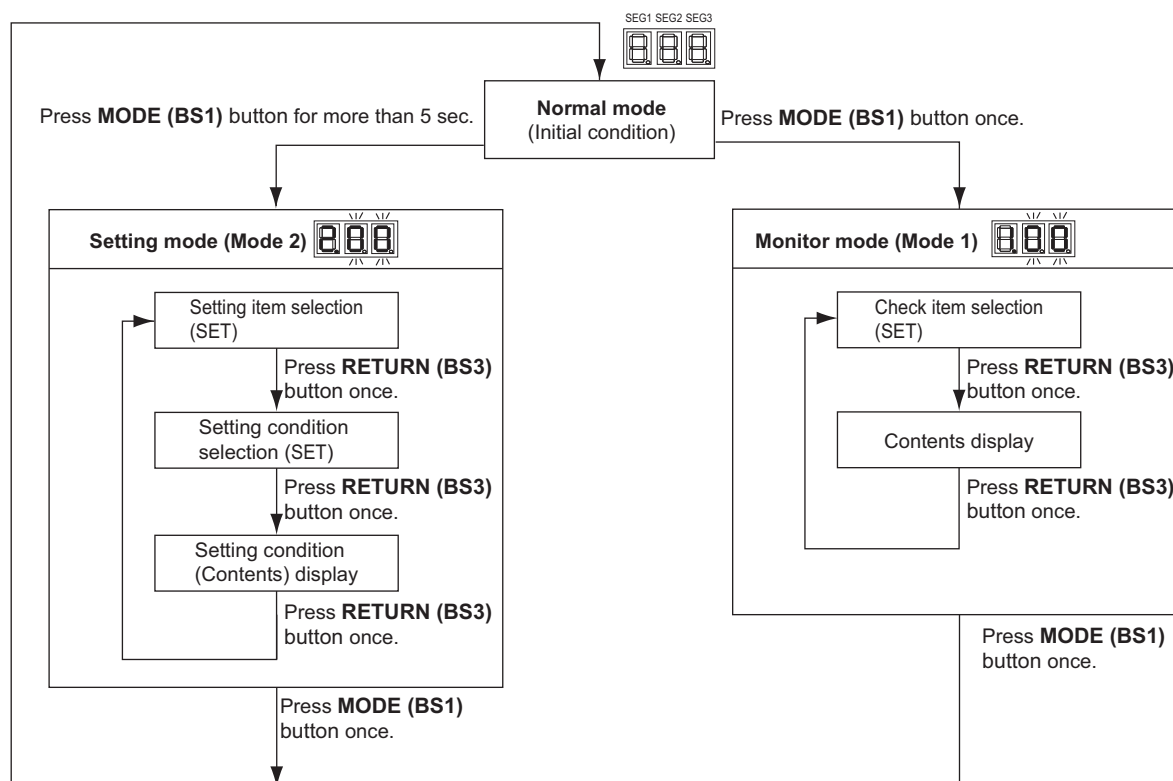 SEG1 SEG2 SEG3
Normal mode
(Initial condition)
Press MODE (BS1) button for more than 5 sec.
Press MODE (BS1) button once.
Setting mode (Mode 2)
Setting item selection
(SET)
Press RETURN (BS3)
button once.
Setting condition
selection (SET)
Press RETURN (BS3)
button once.
Setting condition
(Contents) display
Press RETURN (BS3)
button once.
Press MODE (BS1)
button once.
Monitor mode (Mode 1)
Check item selection
(SET)
Press RETURN (BS3)
button once.
Contents display
Press RETURN (BS3)
button once.
Press MODE (BS1)
button once.